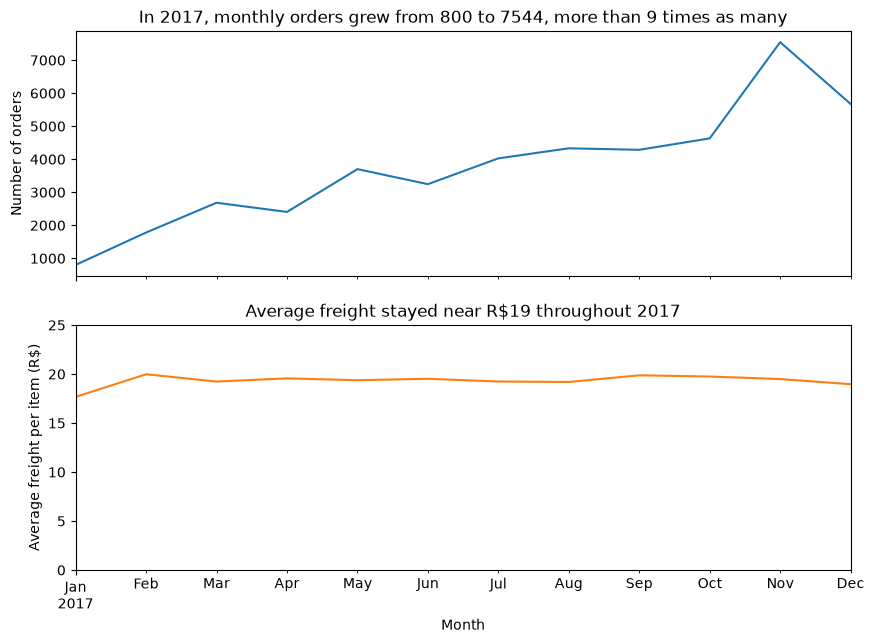 In 2017, monthly orders grew from 800 to 7544, more than 9 times as many
Number of orders
7000
6000
5000
4000
3000
2000
1000
Average freight stayed near R$19 throughout 2017
Average freight per item (R$)
25
20
15
10
5
0
Jan Feb Mar Apr May Jun Jul Aug Sep Oct Nov Dec
2017
Month